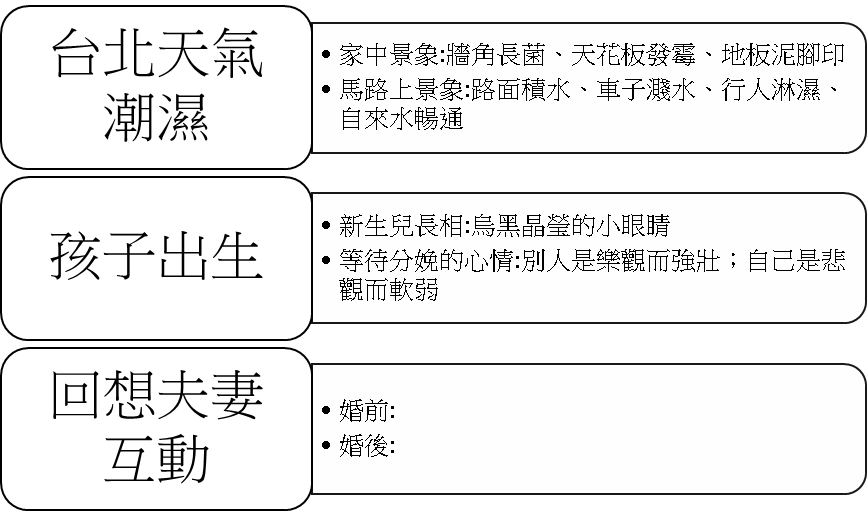 台北天氣
潮濕
• 家中景象:牆角長菌、天花板發霉、地板泥腳印
• 馬路上景象:路面積水、車子濺水、行人淋濕、
自來水暢通
孩子出生
• 新生兒長相:烏黑晶瑩的小眼睛
• 等待分娩的心情:別人是樂觀而強壯；自己是悲
觀而軟弱
回想夫妻
互動
• 婚前:
• 婚後: